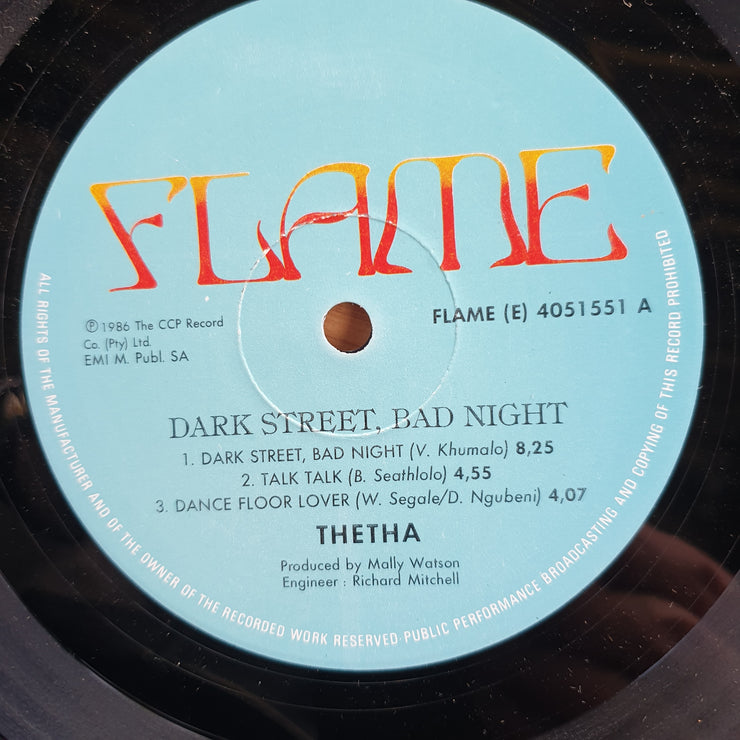 FLAME
℗ 1986 The CCP Record
Co. (Pty) Ltd.
EMI M. Publ. SA
FLAME (E) 4051551 A
DARK STREET, BAD NIGHT
1. DARK STREET, BAD NIGHT (V. Khumalo) 8,25
2. TALK TALK (B. Seathlolo) 4,55
3. DANCE FLOOR LOVER (W. Segale/D. Ngubeni) 4,07
THETHA
Produced by Mally Watson
Engineer : Richard Mitchell
ALL RIGHTS OF THE MANUFACTURER AND OF THE OWNER OF THE RECORDED WORK RESERVED·PUBLIC PERFORMANCE BROADCASTING AND COPYING OF THIS RECORD PROHIBITED